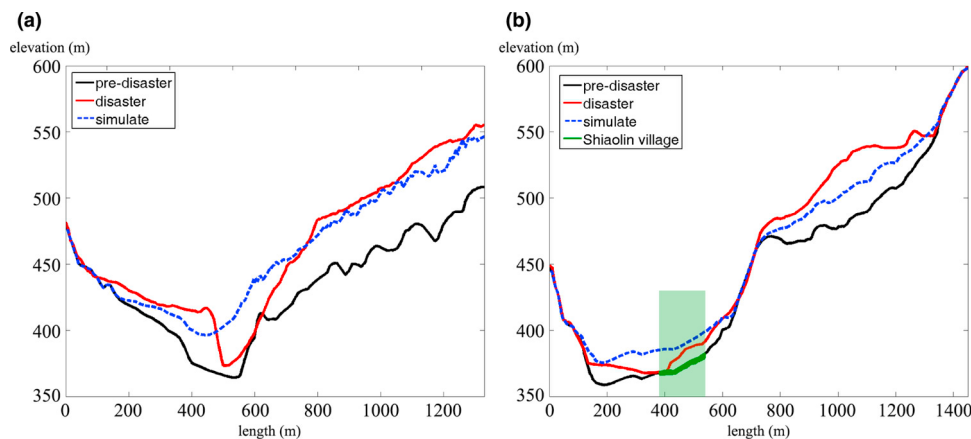 (a)
elevation (m)
600
550
500
450
400
350
pre-disaster
disaster
simulate
0 200 400 600 800 1000 1200
length (m)
(b)
elevation (m)
600
550
500
450
400
350
pre-disaster
disaster
simulate
Shiaolin village
0 200 400 600 800 1000 1200 1400
length (m)